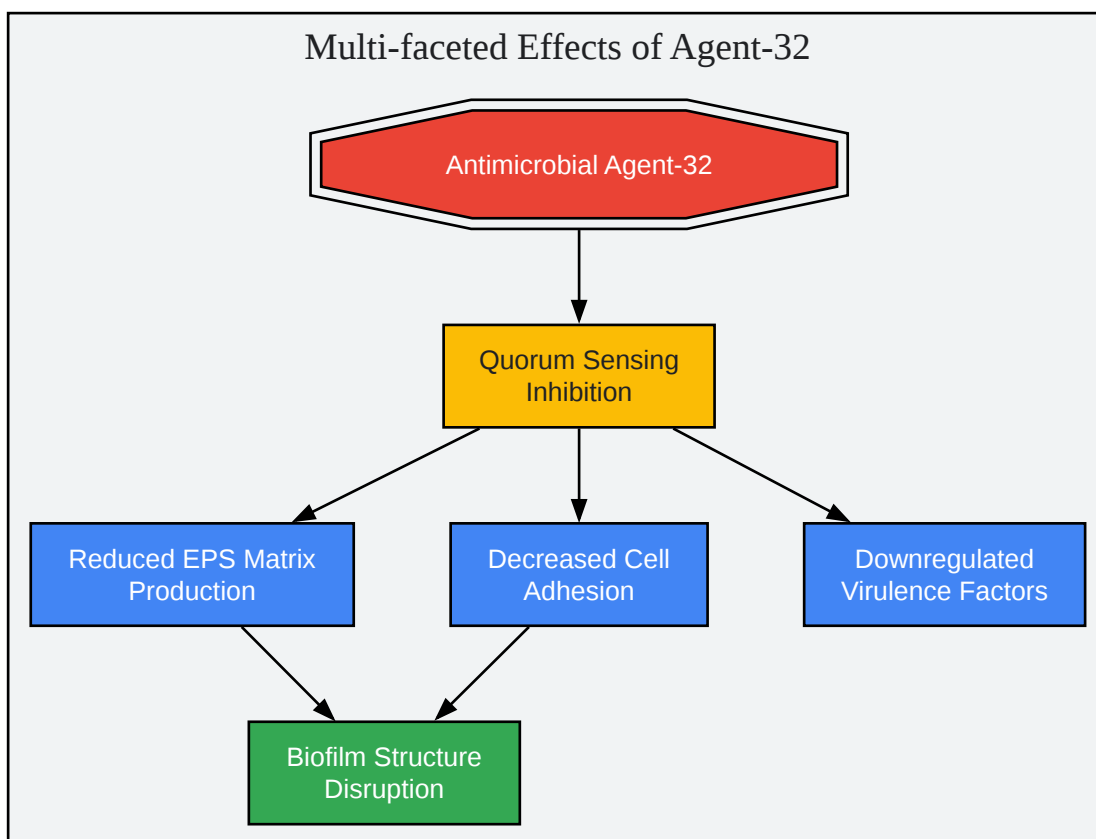 Multi-faceted Effects of Agent-32
Antimicrobial Agent-32
Quorum Sensing
Inhibition
Reduced EPS Matrix
Production
Decreased Cell
Adhesion
Downregulated
Virulence Factors
Biofilm Structure
Disruption